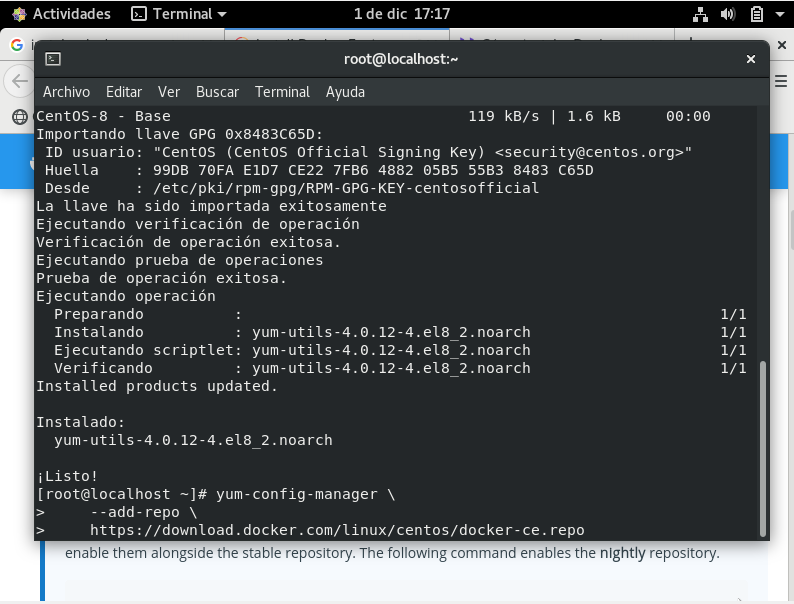 Actividades
Terminal
1 de dic 17:17
root@localhost:~
Archivo Editar Ver Buscar Terminal Ayuda
CentOS-8 - Base 119 kB/s | 1.6 kB 00:00
Importando llave GPG 0x8483C65D:
ID usuario: "CentOS (CentOS Official Signing Key) <security@centos.org>"
Huella : 99DB 70FA E1D7 CE22 7FB6 4882 05B5 55B3 8483 C65D
Desde : /etc/pki/rpm-gpg/RPM-GPG-KEY-centosofficial
La llave ha sido importada exitosamente
Ejecutando verificación de operación
Verificación de operación exitosa.
Ejecutando prueba de operaciones
Prueba de operación exitosa.
Ejecutando operación
Preparando : 1/1
Instalando : yum-utils-4.0.12-4.el8_2.noarch 1/1
Ejecutando scriptlet: yum-utils-4.0.12-4.el8_2.noarch 1/1
Verificando : yum-utils-4.0.12-4.el8_2.noarch 1/1
Installed products updated.
Instalado:
yum-utils-4.0.12-4.el8_2.noarch
¡Listo!
[root@localhost ~]# yum-config-manager \
> --add-repo \
> https://download.docker.com/linux/centos/docker-ce.repo
enable them alongside the stable repository. The following command enables the nightly repository.